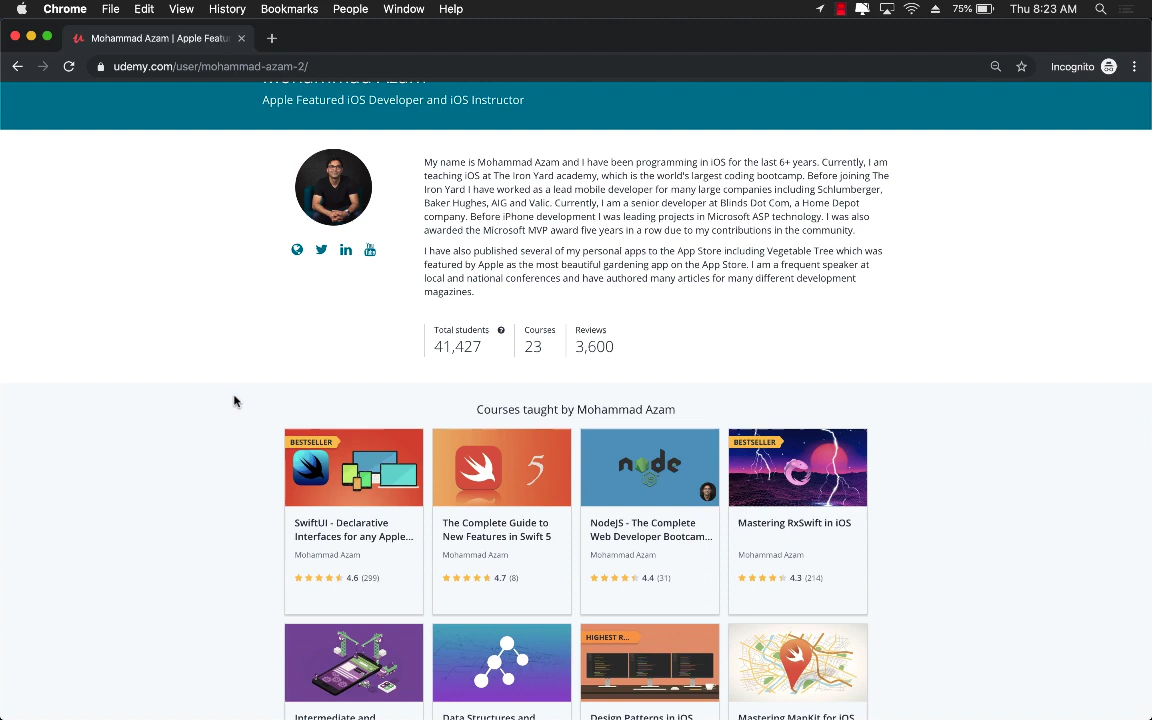 Chrome File Edit View History Bookmarks People Window Help 75% Thu 8:23 AM
Mohammad Azam | Apple Featu
udemy.com/user/mohammad-azam-2/ Incognito
Apple Featured iOS Developer and iOS Instructor
My name is Mohammad Azam and I have been programming in iOS for the last 6+ years. Currently, I am
teaching iOS at The Iron Yard academy, which is the world's largest coding bootcamp. Before joining The
Iron Yard I have worked as a lead mobile developer for many large companies including Schlumberger,
Baker Hughes, AIG and Valic. Currently, I am a senior developer at Blinds Dot Com, a Home Depot
company. Before iPhone development I was leading projects in Microsoft ASP technology. I was also
awarded the Microsoft MVP award five years in a row due to my contributions in the community.
I have also published several of my personal apps to the App Store including Vegetable Tree which was
featured by Apple as the most beautiful gardening app on the App Store. I am a frequent speaker at
local and national conferences and have authored many articles for many different development
magazines.
Total students Courses Reviews
41,427 23 3,600
Courses taught by Mohammad Azam
BESTSELLER 5 node BESTSELLER
SwiftUI - Declarative
Interfaces for any Apple...
Mohammad Azam
4.6 (299)
The Complete Guide to
New Features in Swift 5
Mohammad Azam
4.7 (8)
NodeJS - The Complete
Web Developer Bootcam...
Mohammad Azam
4.4 (31)
Mastering RxSwift in iOS
Mohammad Azam
4.3 (214)
HIGHEST R...
Intermediate and
Data Structures and
Design Patterns in iOS
Mastering MapKit for iOS